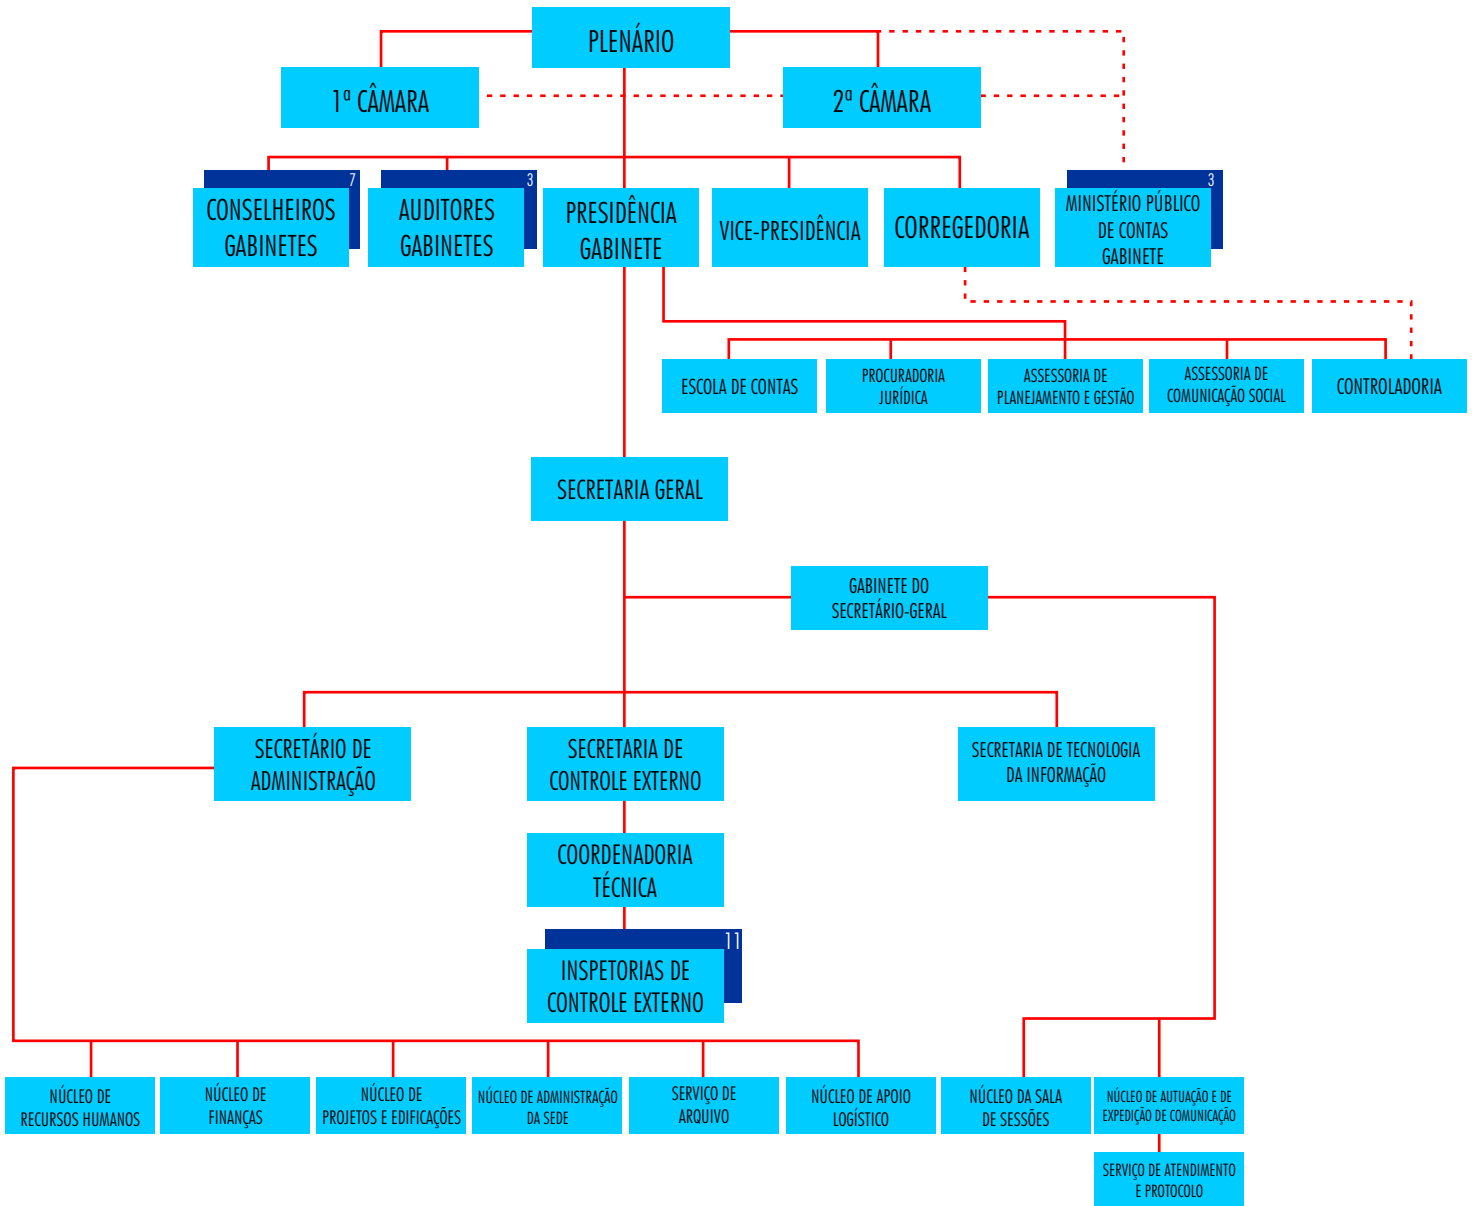 PLENÁRIO
1ª CÂMARA
2ª CÂMARA
7
CONSELHEIROS
GABINETES
3
AUDITORES
GABINETES
PRESIDÊNCIA
GABINETE
VICE-PRESIDÊNCIA
CORREGEDORIA
3
MINISTÉRIO PÚBLICO
DE CONTAS
GABINETE
ESCOLA DE CONTAS
PROCURADORIA
JURÍDICA
ASSESSORIA DE
PLANEJAMENTO E GESTÃO
ASSESSORIA DE
COMUNICAÇÃO SOCIAL
CONTROLADORIA
SECRETARIA GERAL
GABINETE DO
SECRETÁRIO-GERAL
SECRETÁRIO DE
ADMINISTRAÇÃO
SECRETARIA DE
CONTROLE EXTERNO
SECRETARIA DE TECNOLOGIA
DA INFORMAÇÃO
COORDENADORIA
TÉCNICA
11
INSPETORIAS DE
CONTROLE EXTERNO
NÚCLEO DE
RECURSOS HUMANOS
NÚCLEO DE
FINANÇAS
NÚCLEO DE
PROJETOS E EDIFICAÇÕES
NÚCLEO DE ADMINISTRAÇÃO
DA SEDE
SERVIÇO DE
ARQUIVO
NÚCLEO DE APOIO
LOGÍSTICO
NÚCLEO DA SALA
DE SESSÕES
NÚCLEO DE AUTUAÇÃO E DE
EXPEDIÇÃO DE COMUNICAÇÃO
SERVIÇO DE ATENDIMENTO
E PROTOCOLO